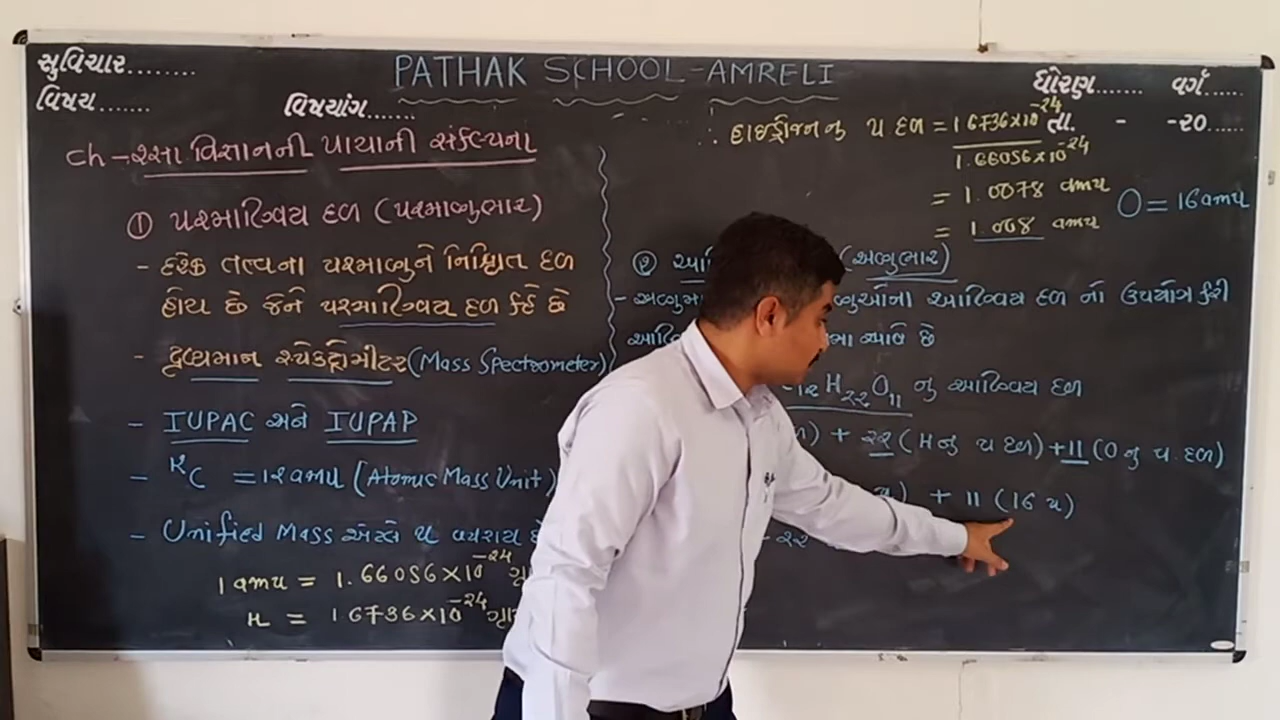 સુવિચાર........
વિષય.......
વિષયાંગ.......
PATHAK SCHOOL-AMRELI
ધોરણ....... વર્ગ......
તા. - -૨૦......
ch - રસા વિજ્ઞાનની પાયાની સંકલ્પના
① પરમાણ્વિય દળ (પરમાણુભાર)
- દરેક તત્વના પરમાણુને નિશ્ચિત દળ
હોય છે જેને પરમાણ્વિય દળ કહે છે
- દ્રવ્યમાન સ્પેક્ટ્રોમીટર (Mass Spectrometer)
- IUPAC અને IUPAP
- ¹²C = ૧૨ amu (Atomic Mass Unit)
- Unified Mass એટલે u વપરાય
1 amu = 1.66056×10⁻²⁴
H = 1.6736×10⁻²⁴
∴ હાઇડ્રોજનનુ પ દળ = 1.6736×10⁻²⁴
1.66056×10⁻²⁴
= 1.0078 amu
= 1.008 amu
O = 16 amu
② (અણુભાર)
- આણ્વિય દળ નો ઉપયોગ કરી
આવે છે
H₂₂O₁₁ નુ આણ્વિય દળ
+ ૨૨ (H નુ પ દળ) + 11 (O નુ પ. દળ)
+ 11 (16 u)